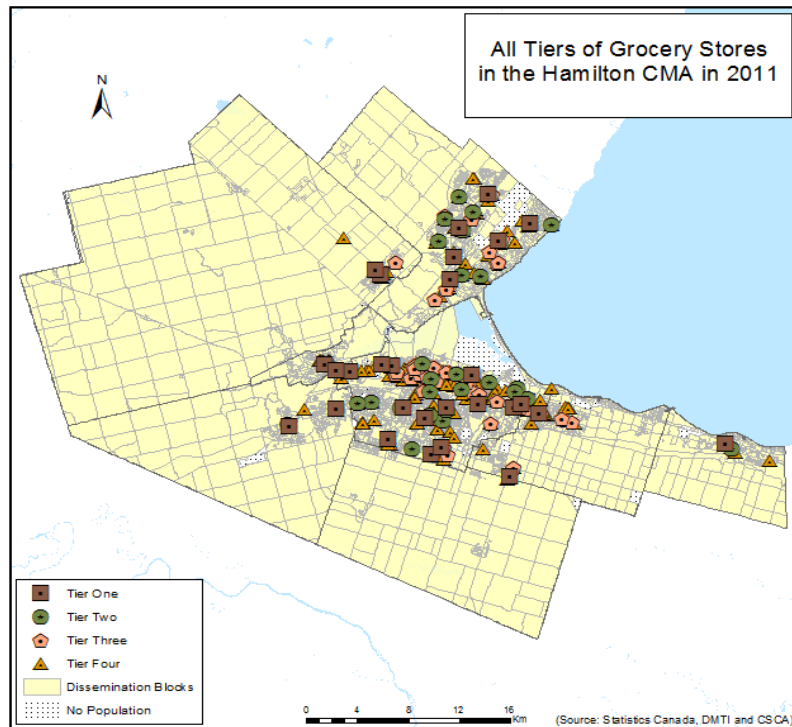 All Tiers of Grocery Stores
in the Hamilton CMA in 2011
N
Tier One
Tier Two
Tier Three
Tier Four
Dissemination Blocks
No Population
0 2 4 8 12 16
Km
(Source: Statistics Canada, DMTI and CSCA)